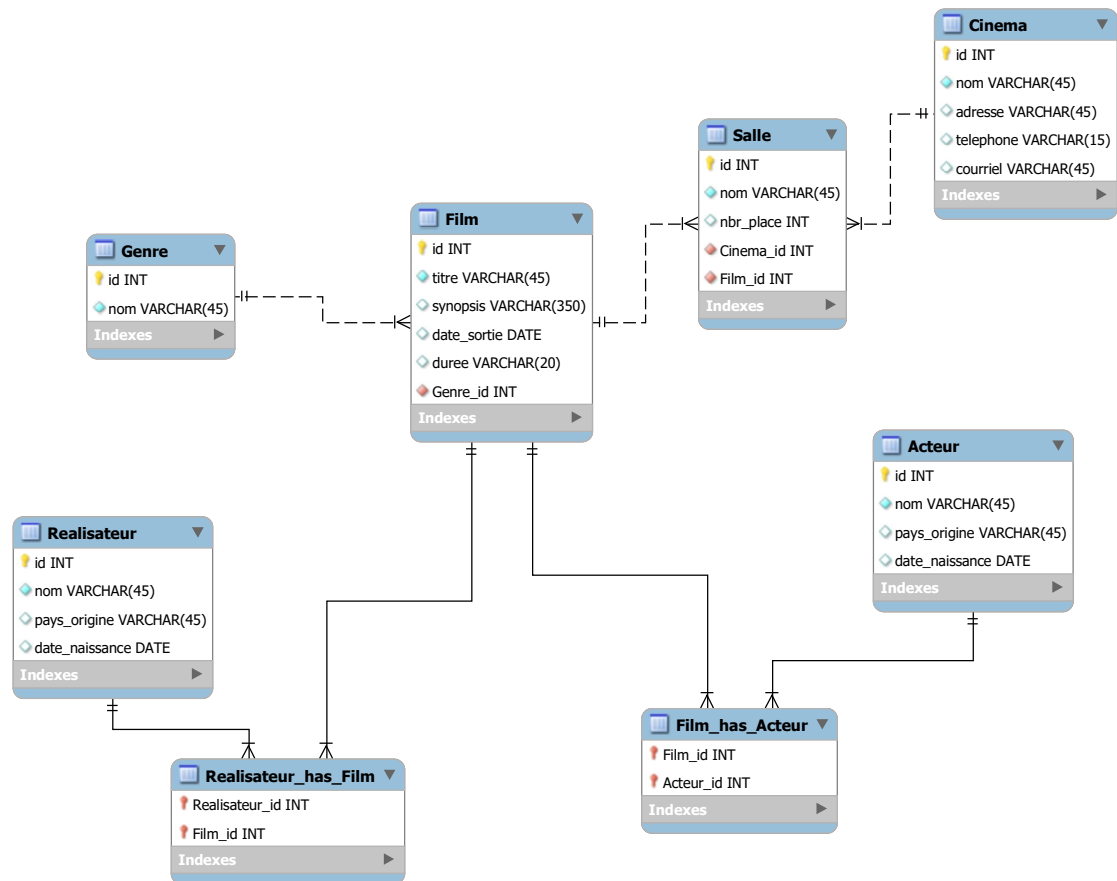 Cinema
id INT
nom VARCHAR(45)
adresse VARCHAR(45)
telephone VARCHAR(15)
courriel VARCHAR(45)
Indexes
Salle
id INT
nom VARCHAR(45)
nbr_place INT
Cinema_id INT
Film_id INT
Indexes
Film
id INT
titre VARCHAR(45)
synopsis VARCHAR(350)
date_sortie DATE
duree VARCHAR(20)
Genre_id INT
Indexes
Genre
id INT
nom VARCHAR(45)
Indexes
Acteur
id INT
nom VARCHAR(45)
pays_origine VARCHAR(45)
date_naissance DATE
Indexes
Realisateur
id INT
nom VARCHAR(45)
pays_origine VARCHAR(45)
date_naissance DATE
Indexes
Film_has_Acteur
Film_id INT
Acteur_id INT
Indexes
Realisateur_has_Film
Realisateur_id INT
Film_id INT
Indexes